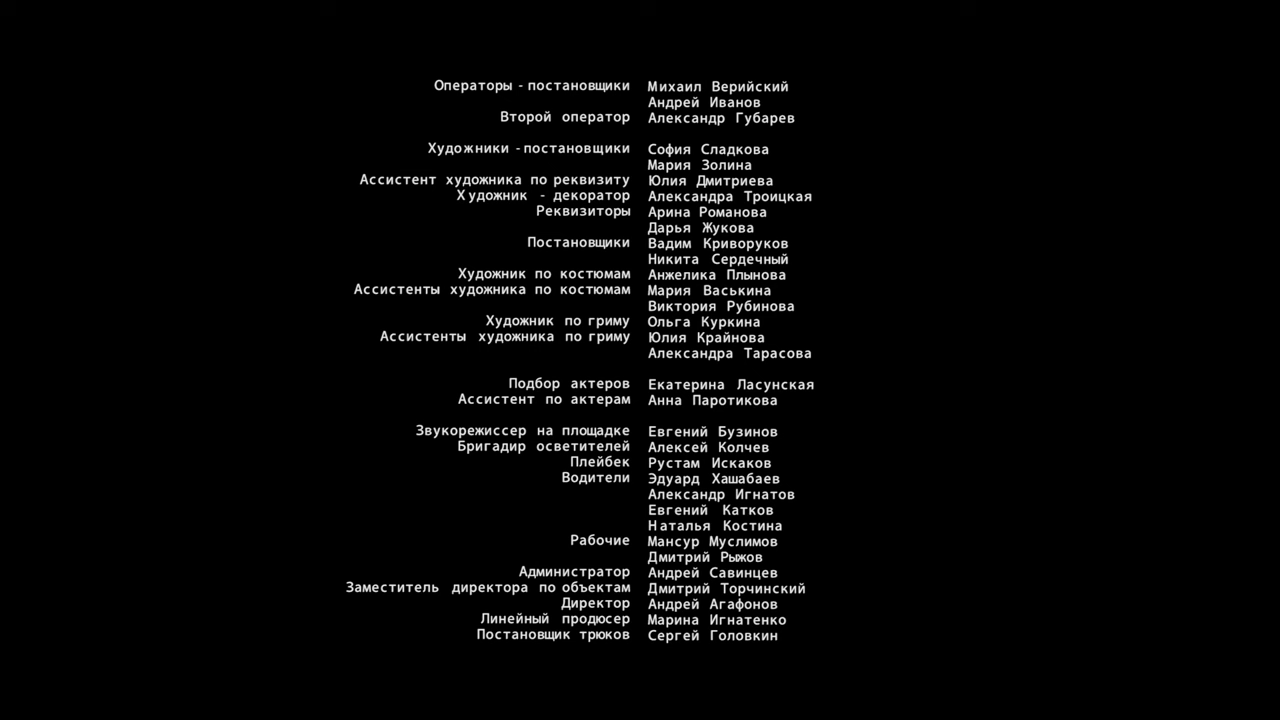 Операторы - постановщики Михаил Верийский
Андрей Иванов
Второй оператор Александр Губарев
Художники - постановщики София Сладкова
Мария Золина
Ассистент художника по реквизиту Юлия Дмитриева
Художник - декоратор Александра Троицкая
Реквизиторы Арина Романова
Дарья Жукова
Постановщики Вадим Криворуков
Никита Сердечный
Художник по костюмам Анжелика Плынова
Ассистенты художника по костюмам Мария Васькина
Виктория Рубинова
Художник по гриму Ольга Куркина
Ассистенты художника по гриму Юлия Крайнова
Александра Тарасова
Подбор актеров Екатерина Ласунская
Ассистент по актерам Анна Паротикова
Звукорежиссер на площадке Евгений Бузинов
Бригадир осветителей Алексей Колчев
Плейбек Рустам Искаков
Водители Эдуард Хашабаев
Александр Игнатов
Евгений Катков
Наталья Костина
Рабочие Мансур Муслимов
Дмитрий Рыжов
Администратор Андрей Савинцев
Заместитель директора по объектам Дмитрий Торчинский
Директор Андрей Агафонов
Линейный продюсер Марина Игнатенко
Постановщик трюков Сергей Головкин